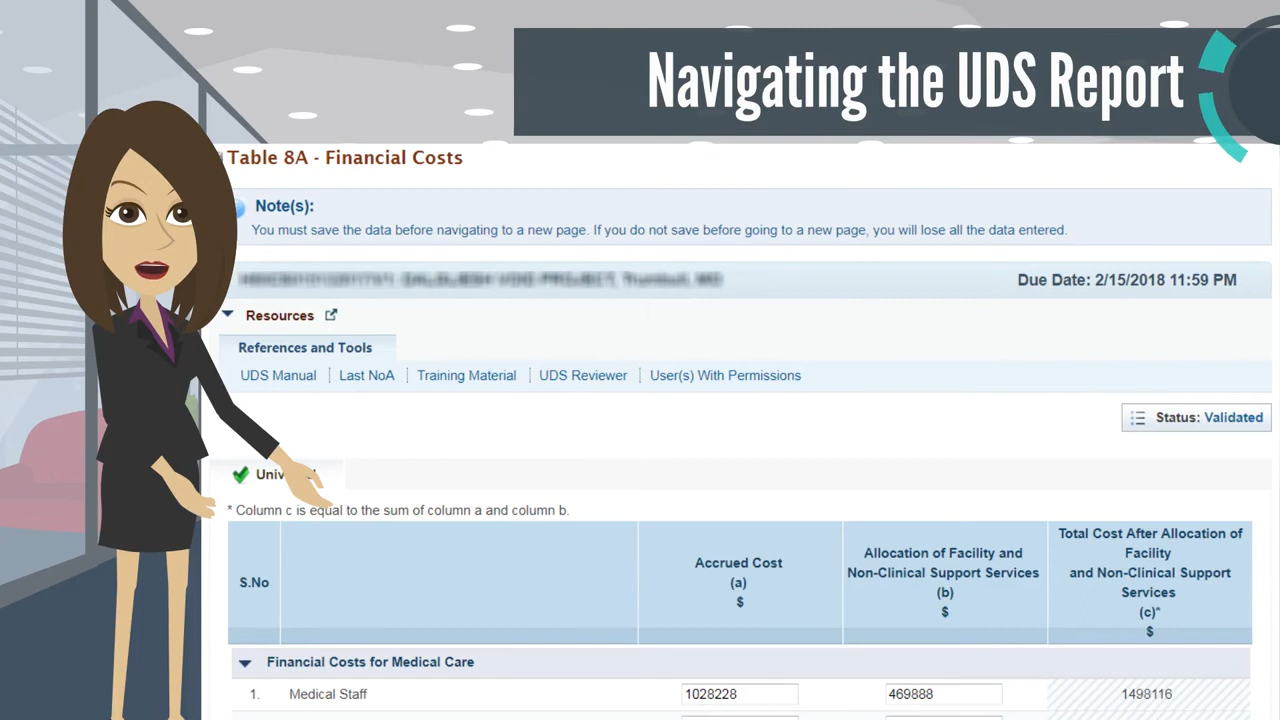 Navigating the UDS Report
Table 8A - Financial Costs
Note(s):
You must save the data before navigating to a new page. If you do not save before going to a new page, you will lose all the data entered.
Due Date: 2/15/2018 11:59 PM
Resources
References and Tools
UDS Manual Last NoA Training Material UDS Reviewer User(s) With Permissions
Status: Validated
* Column c is equal to the sum of column a and column b.
S.No
Accrued Cost
(a)
$
Allocation of Facility and
Non-Clinical Support Services
(b)
$
Total Cost After Allocation of
Facility
and Non-Clinical Support
Services
(c)*
$
Financial Costs for Medical Care
1. Medical Staff 1028228 469888 1498116